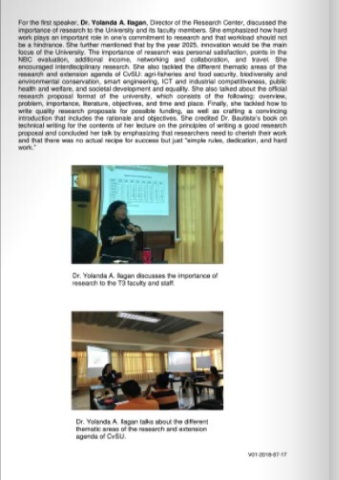 For the first speaker, Dr. Yolanda A. Ilagan, Director of the Research Center, discussed the
importance of research to the University and its faculty members. She emphasized how hard
work plays an important role in one's commitment to research and that workload should not
be a hindrance. She further mentioned that by the year 2025, innovation would be the main
focus of the University. The importance of research was personal satisfaction, points in the
NBC evaluation, additional income, networking and collaboration, and travel. She
encouraged interdisciplinary research. She also tackled the different thematic areas of the
research and extension agenda of CvSU: agri-fisheries and food security, biodiversity and
environmental conservation, smart engineering, ICT and industrial competitiveness, public
health and welfare, and societal development and equality. She also talked about the official
research proposal format of the university, which consists of the following: overview,
problem, importance, literature, objectives, and time and place. Finally, she tackled how to
write quality research for possible funding, as well as crafting a convincing
introduction that includes the rationale and objectives. She credited Dr. Bautista's book on
technical writing for the contents of her lecture on the principles of writing a good research
proposal and concluded her talk by emphasizing that researchers need to cherish their work
and that there was no actual recipe for success but just "simple rules, dedication, and hard
work."
Dr. Yolanda A. Ilagan discusses the importance of
research to the T3 faculty and staff.
Dr. Yolanda A. Ilagan talks about the different
thematic areas of the research and extension
agenda of CvSU.
V01-2018-07-17